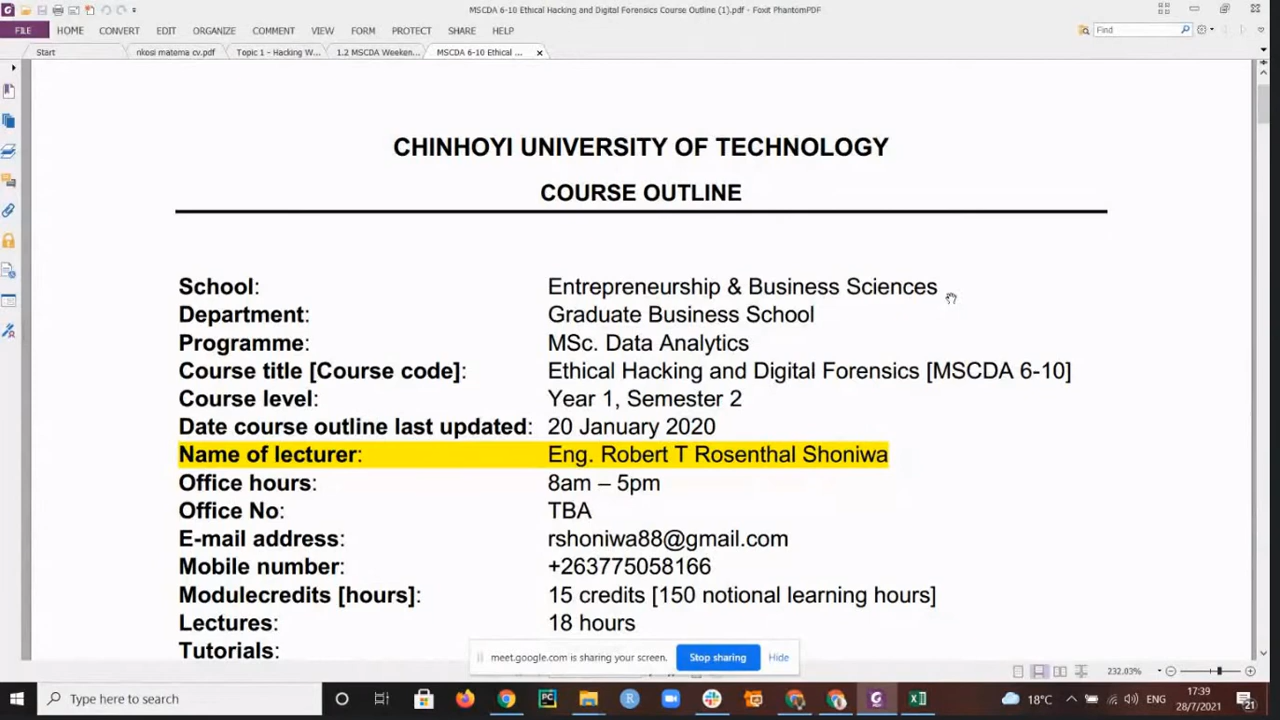 MSCDA 6-10 Ethical Hacking and Digital Forensics Course Outline (1).pdf - Foxit PhantomPDF
FILE HOME CONVERT EDIT ORGANIZE COMMENT VIEW FORM PROTECT SHARE HELP Find
Start nkosi matema cv.pdf Topic 1 - Hacking W... 1.2 MSCDA Weeken... MSCDA 6-10 Ethical ...
CHINHOYI UNIVERSITY OF TECHNOLOGY
COURSE OUTLINE
School: Entrepreneurship & Business Sciences
Department: Graduate Business School
Programme: MSc. Data Analytics
Course title [Course code]: Ethical Hacking and Digital Forensics [MSCDA 6-10]
Course level: Year 1, Semester 2
Date course outline last updated: 20 January 2020
Name of lecturer: Eng. Robert T Rosenthal Shoniwa
Office hours: 8am – 5pm
Office No: TBA
E-mail address: rshoniwa88@gmail.com
Mobile number: +263775058166
Modulecredits [hours]: 15 credits [150 notional learning hours]
Lectures: 18 hours
Tutorials:
meet.google.com is sharing your screen. Stop sharing Hide
232.03%
Type here to search 18°C ENG 17:39
28/7/2021 21